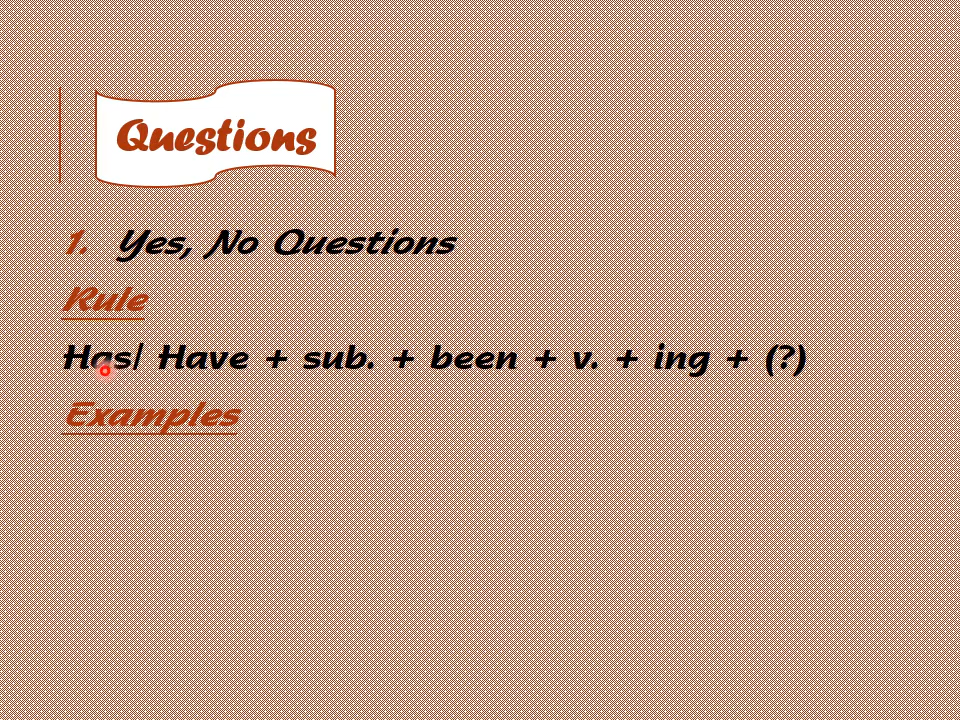 Questions
1. Yes, No Questions
Rule
Has/ Have + sub. + been + v. + ing + (?)
Examples